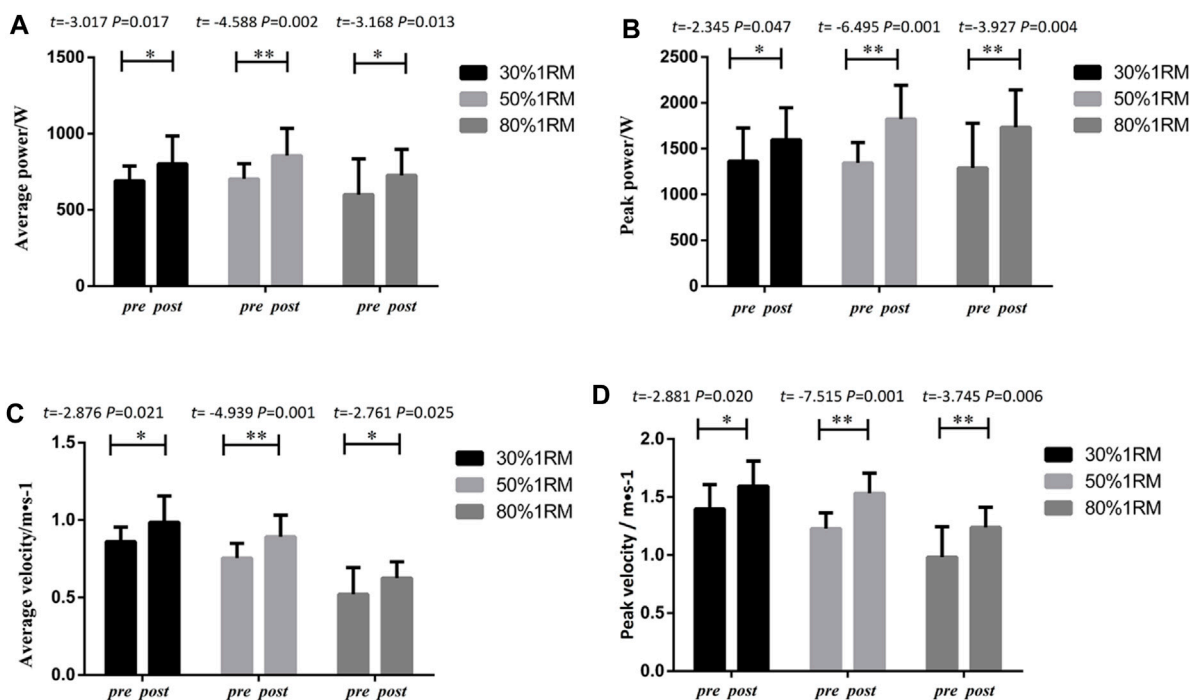 A
t=-3.017 P=0.017 t= -4.588 P=0.002 t=-3.168 P=0.013
* ** *
1500
1000
500
0
Average power/W
pre post pre post pre post
30%1RM
50%1RM
80%1RM
B
t=-2.345 P=0.047 t= -6.495 P=0.001 t=-3.927 P=0.004
* ** **
2500
2000
1500
1000
500
0
Peak power/W
pre post pre post pre post
30%1RM
50%1RM
80%1RM
C
t=-2.876 P=0.021 t= -4.939 P=0.001 t=-2.761 P=0.025
* ** *
1.5
1.0
0.5
0.0
Average velocity/m•s-1
pre post pre post pre post
30%1RM
50%1RM
80%1RM
D
t=-2.881 P=0.020 t= -7.515 P=0.001 t=-3.745 P=0.006
* ** **
2.0
1.5
1.0
0.5
0.0
Peak velocity / m•s-1
pre post pre post pre post
30%1RM
50%1RM
80%1RM